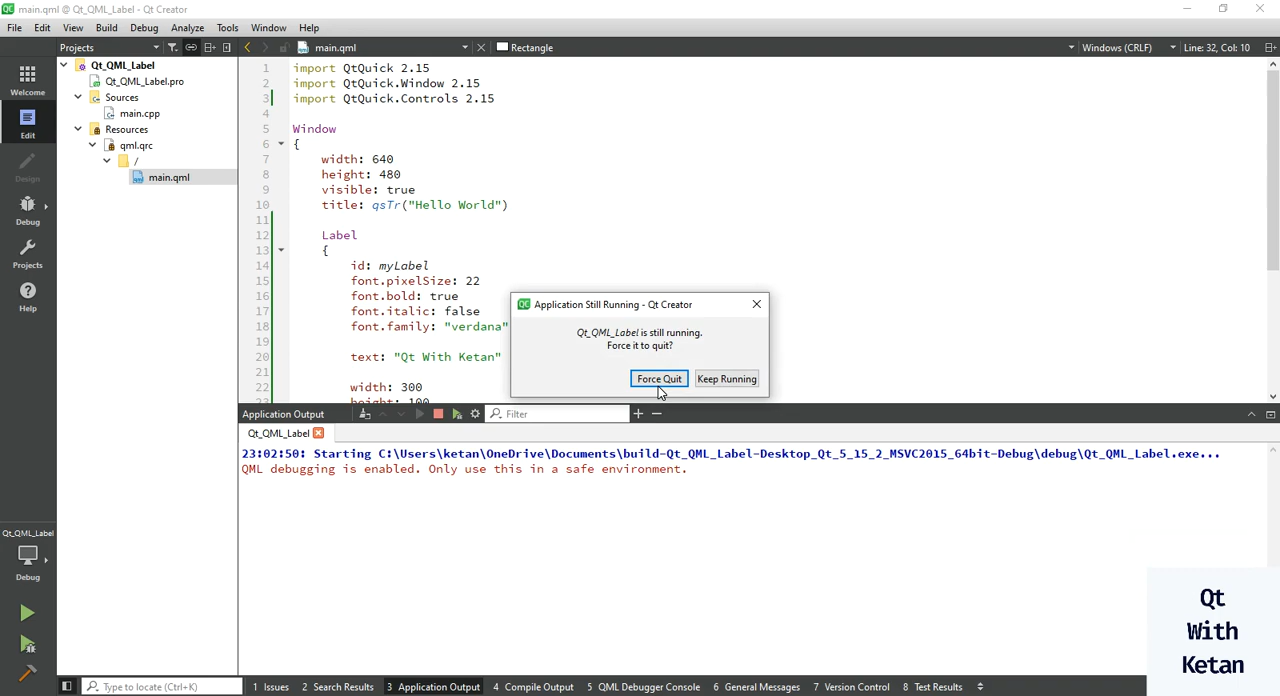 main.qml @ Qt_QML_Label - Qt Creator
File Edit View Build Debug Analyze Tools Window Help
Projects main.qml Rectangle Windows (CRLF) Line: 32, Col: 10
Welcome
Edit
Design
Debug
Projects
Help
Qt_QML_Label
Qt_QML_Label.pro
Sources
main.cpp
Resources
qml.qrc
/
main.qml
1 import QtQuick 2.15
2 import QtQuick.Window 2.15
3 import QtQuick.Controls 2.15
4
5 Window
6 {
7 width: 640
8 height: 480
9 visible: true
10 title: qsTr("Hello World")
11
12 Label
13 {
14 id: myLabel
15 font.pixelSize: 22
16 font.bold: true
17 font.italic: false
18 font.family: "verdana"
19
20 text: "Qt With Ketan"
21
22 width: 300
23 height: 100
Application Still Running - Qt Creator
Qt_QML_Label is still running.
Force it to quit?
Force Quit Keep Running
Application Output Filter
Qt_QML_Label
23:02:50: Starting C:\Users\ketan\OneDrive\Documents\build-Qt_QML_Label-Desktop_Qt_5_15_2_MSVC2015_64bit-Debug\debug\Qt_QML_Label.exe...
QML debugging is enabled. Only use this in a safe environment.
Qt_QML_Label
Debug
Qt
With
Ketan
Type to locate (Ctrl+K) 1 Issues 2 Search Results 3 Application Output 4 Compile Output 5 QML Debugger Console 6 General Messages 7 Version Control 8 Test Results